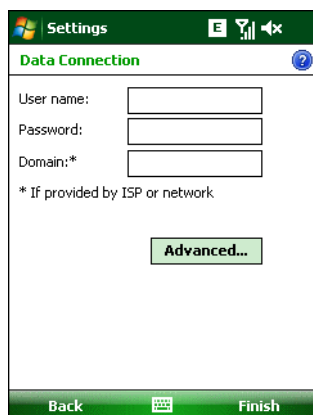 Settings E
Data Connection ?
User name:
Password:
Domain:*
* If provided by ISP or network
Advanced...
Back Finish